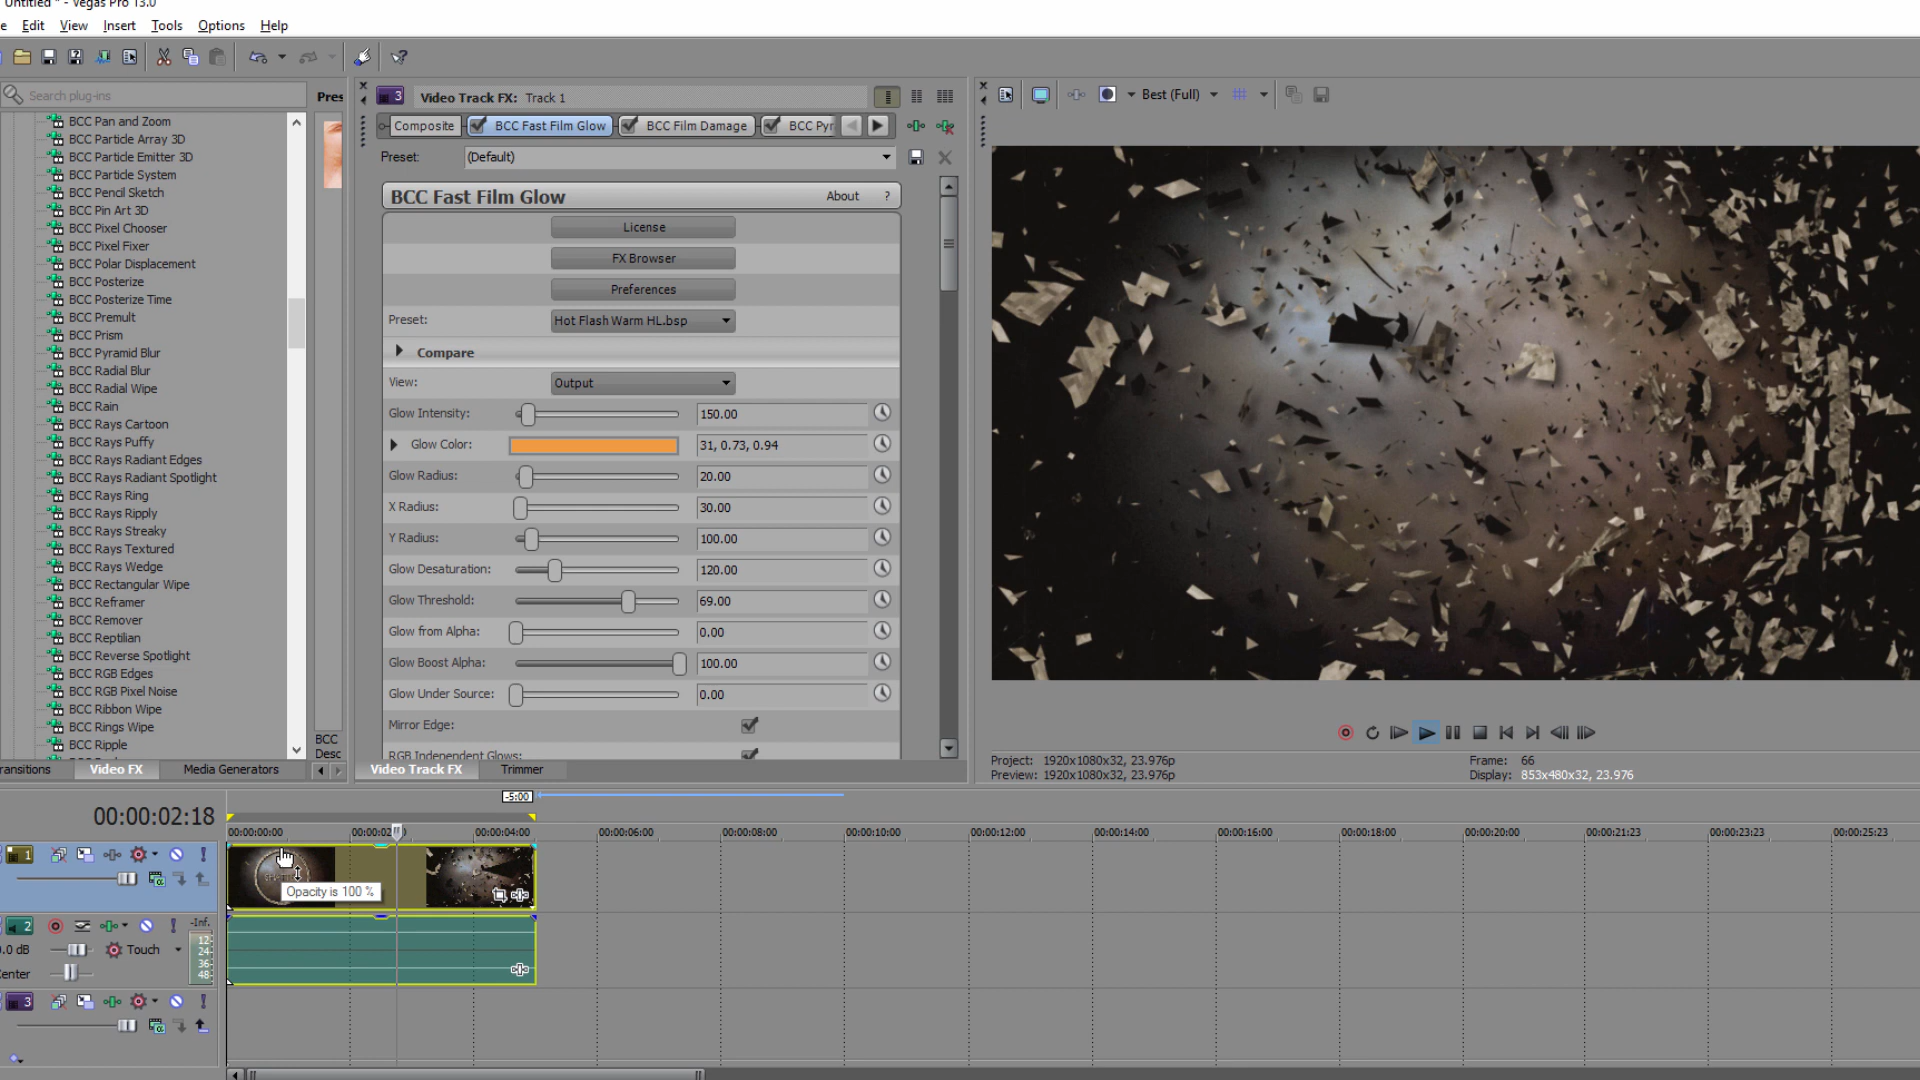 Untitled * - Vegas Pro 13.0
Edit View Insert Tools Options Help
Search plug-ins
BCC Pan and Zoom
BCC Particle Array 3D
BCC Particle Emitter 3D
BCC Particle System
BCC Pencil Sketch
BCC Pin Art 3D
BCC Pixel Chooser
BCC Pixel Fixer
BCC Polar Displacement
BCC Posterize
BCC Posterize Time
BCC Premult
BCC Prism
BCC Pyramid Blur
BCC Radial Blur
BCC Radial Wipe
BCC Rain
BCC Rays Cartoon
BCC Rays Puffy
BCC Rays Radiant Edges
BCC Rays Radiant Spotlight
BCC Rays Ring
BCC Rays Ripply
BCC Rays Streaky
BCC Rays Textured
BCC Rays Wedge
BCC Rectangular Wipe
BCC Reframer
BCC Remover
BCC Reptilian
BCC Reverse Spotlight
BCC RGB Edges
BCC RGB Pixel Noise
BCC Ribbon Wipe
BCC Rings Wipe
BCC Ripple
ransitions Video FX Media Generators
Pres
BCC
Desc
3 Video Track FX: Track 1
Composite BCC Fast Film Glow BCC Film Damage BCC Pyr
Preset: (Default)
BCC Fast Film Glow About ?
License
FX Browser
Preferences
Preset: Hot Flash Warm HL.bsp
Compare
View: Output
Glow Intensity: 150.00
Glow Color: 31, 0.73, 0.94
Glow Radius: 20.00
X Radius: 30.00
Y Radius: 100.00
Glow Desaturation: 120.00
Glow Threshold: 69.00
Glow from Alpha: 0.00
Glow Boost Alpha: 100.00
Glow Under Source: 0.00
Mirror Edge:
RGB Independent Glows:
Video Track FX Trimmer
Best (Full)
Project: 1920x1080x32, 23.976p
Preview: 1920x1080x32, 23.976p
Frame: 66
Display: 853x480x32, 23.976
-5:00
00:00:02:18
00:00:00:00 00:00:02 00:00:04:00 00:00:06:00 00:00:08:00 00:00:10:00 00:00:12:00 00:00:14:00 00:00:16:00 00:00:18:00 00:00:20:00 00:00:21:23 00:00:23:23 00:00:25:23
1
Opacity is 100 %
2 -Inf.
12
24
36
48
.0 dB Touch
Center
3